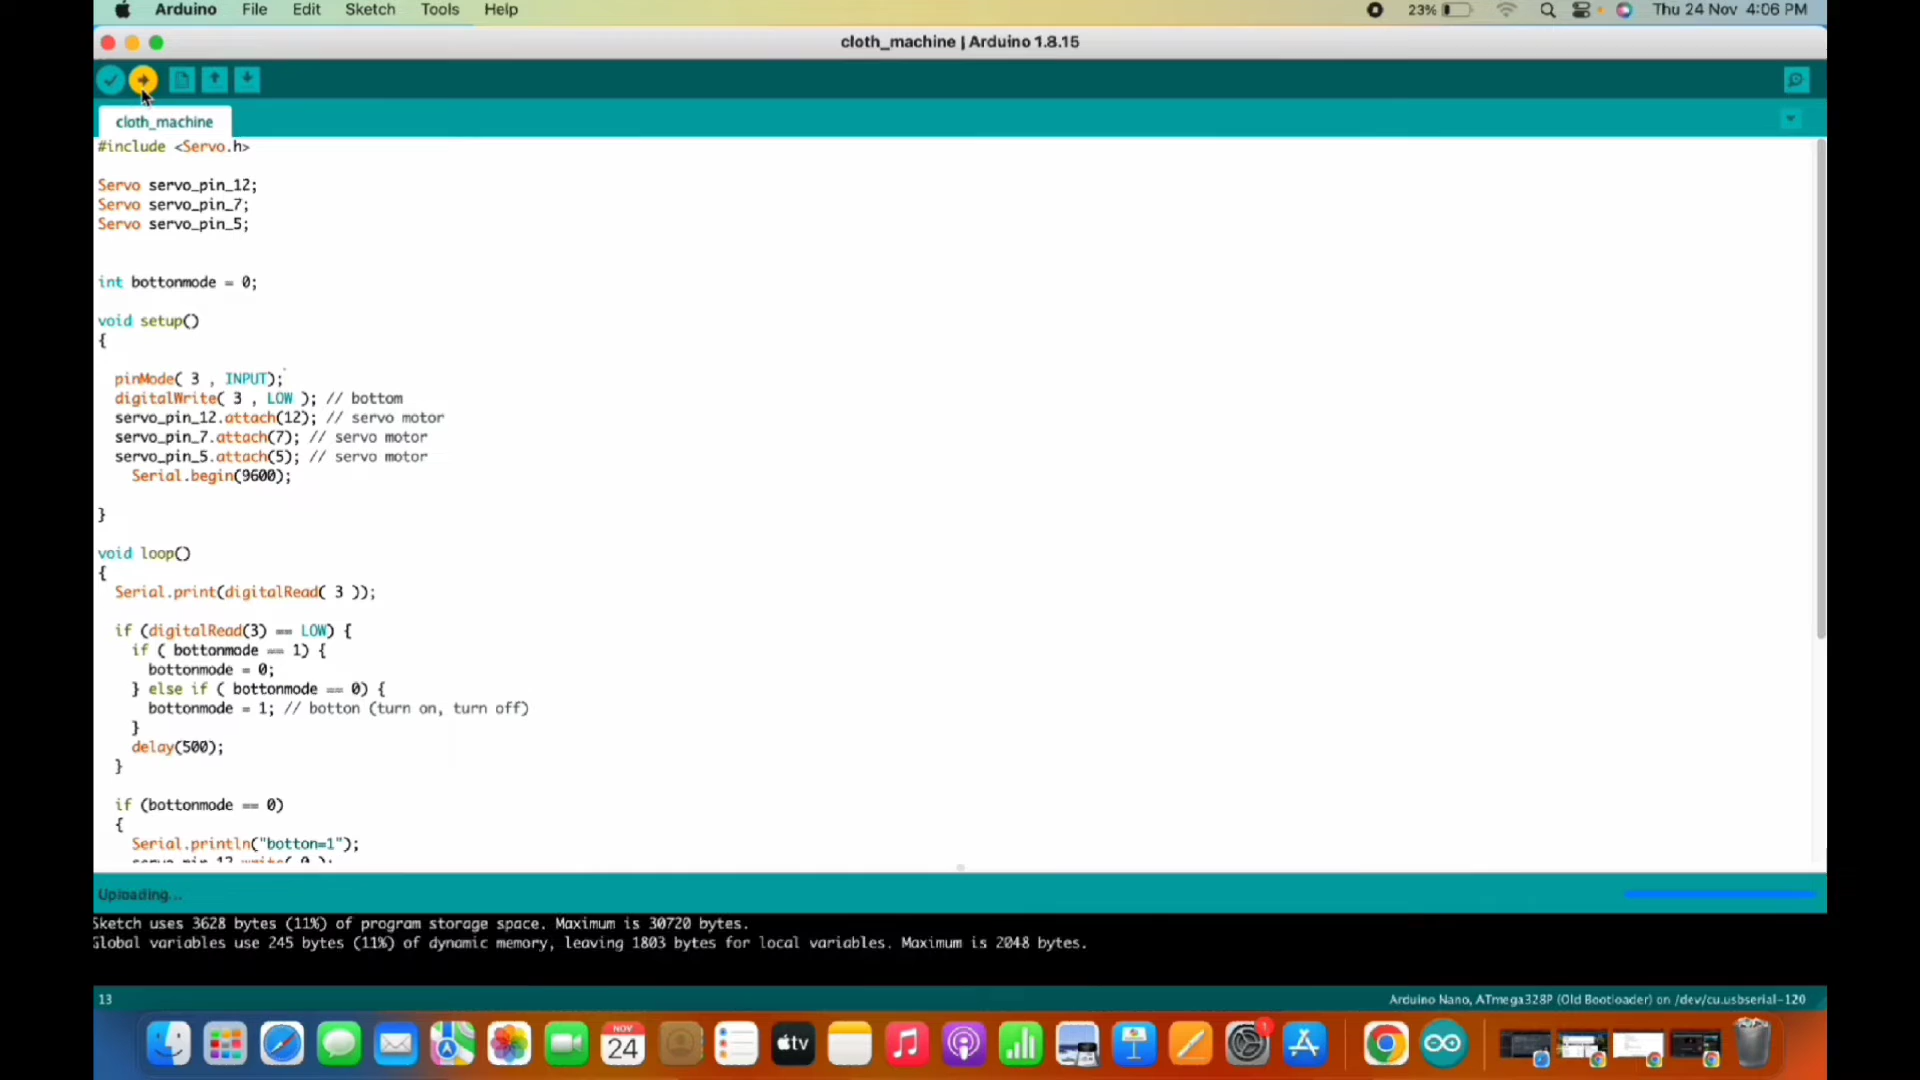 Arduino File Edit Sketch Tools Help 23% Thu 24 Nov 4:06 PM
cloth_machine | Arduino 1.8.15
cloth_machine
#include <Servo.h>
Servo servo_pin_12;
Servo servo_pin_7;
Servo servo_pin_5;
int bottonmode = 0;
void setup()
{
pinMode( 3 , INPUT);
digitalWrite( 3 , LOW ); // bottom
servo_pin_12.attach(12); // servo motor
servo_pin_7.attach(7); // servo motor
servo_pin_5.attach(5); // servo motor
Serial.begin(9600);
}
void loop()
{
Serial.print(digitalRead( 3 ));
if (digitalRead(3) == LOW) {
if ( bottonmode == 1) {
bottonmode = 0;
} else if ( bottonmode == 0) {
bottonmode = 1; // botton (turn on, turn off)
}
delay(500);
}
if (bottonmode == 0)
{
Serial.println("botton=1");
servo_pin_12.write( 0 );
Uploading...
Sketch uses 3628 bytes (11%) of program storage space. Maximum is 30720 bytes.
Global variables use 245 bytes (11%) of dynamic memory, leaving 1803 bytes for local variables. Maximum is 2048 bytes.
13 Arduino Nano, ATmega328P (Old Bootloader) on /dev/cu.usbserial-120
NOV
24
tv
1